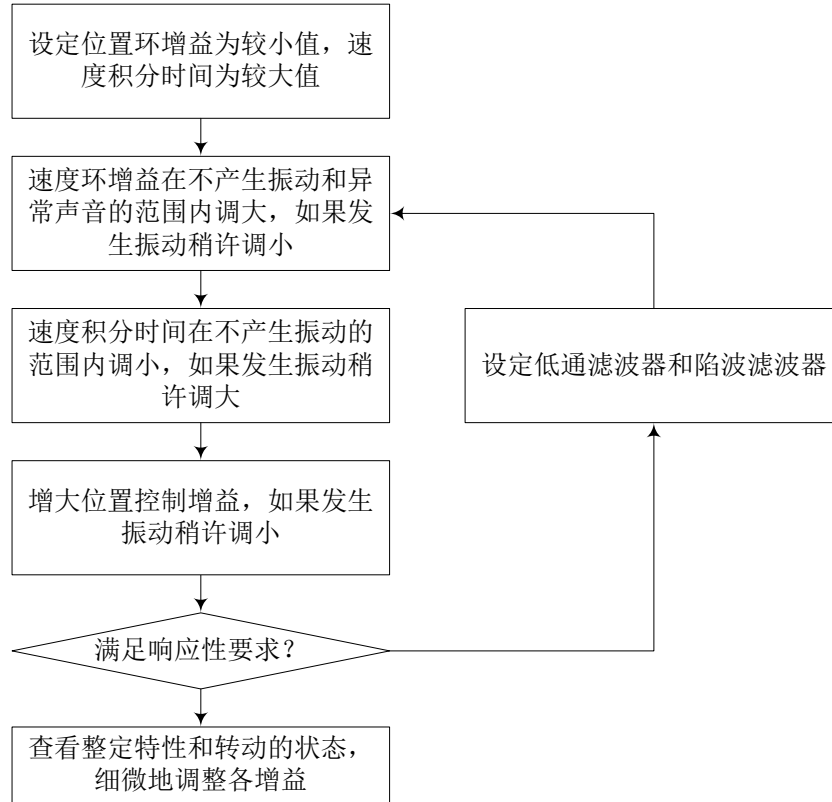 设定位置环增益为较小值，速
度积分时间为较大值
速度环增益在不产生振动和异
常声音的范围内调大，如果发
生振动稍许调小
速度积分时间在不产生振动的
范围内调小，如果发生振动稍
许调大
设定低通滤波器和陷波滤波器
增大位置控制增益，如果发生
振动稍许调小
满足响应性要求？
查看整定特性和转动的状态，
细微地调整各增益